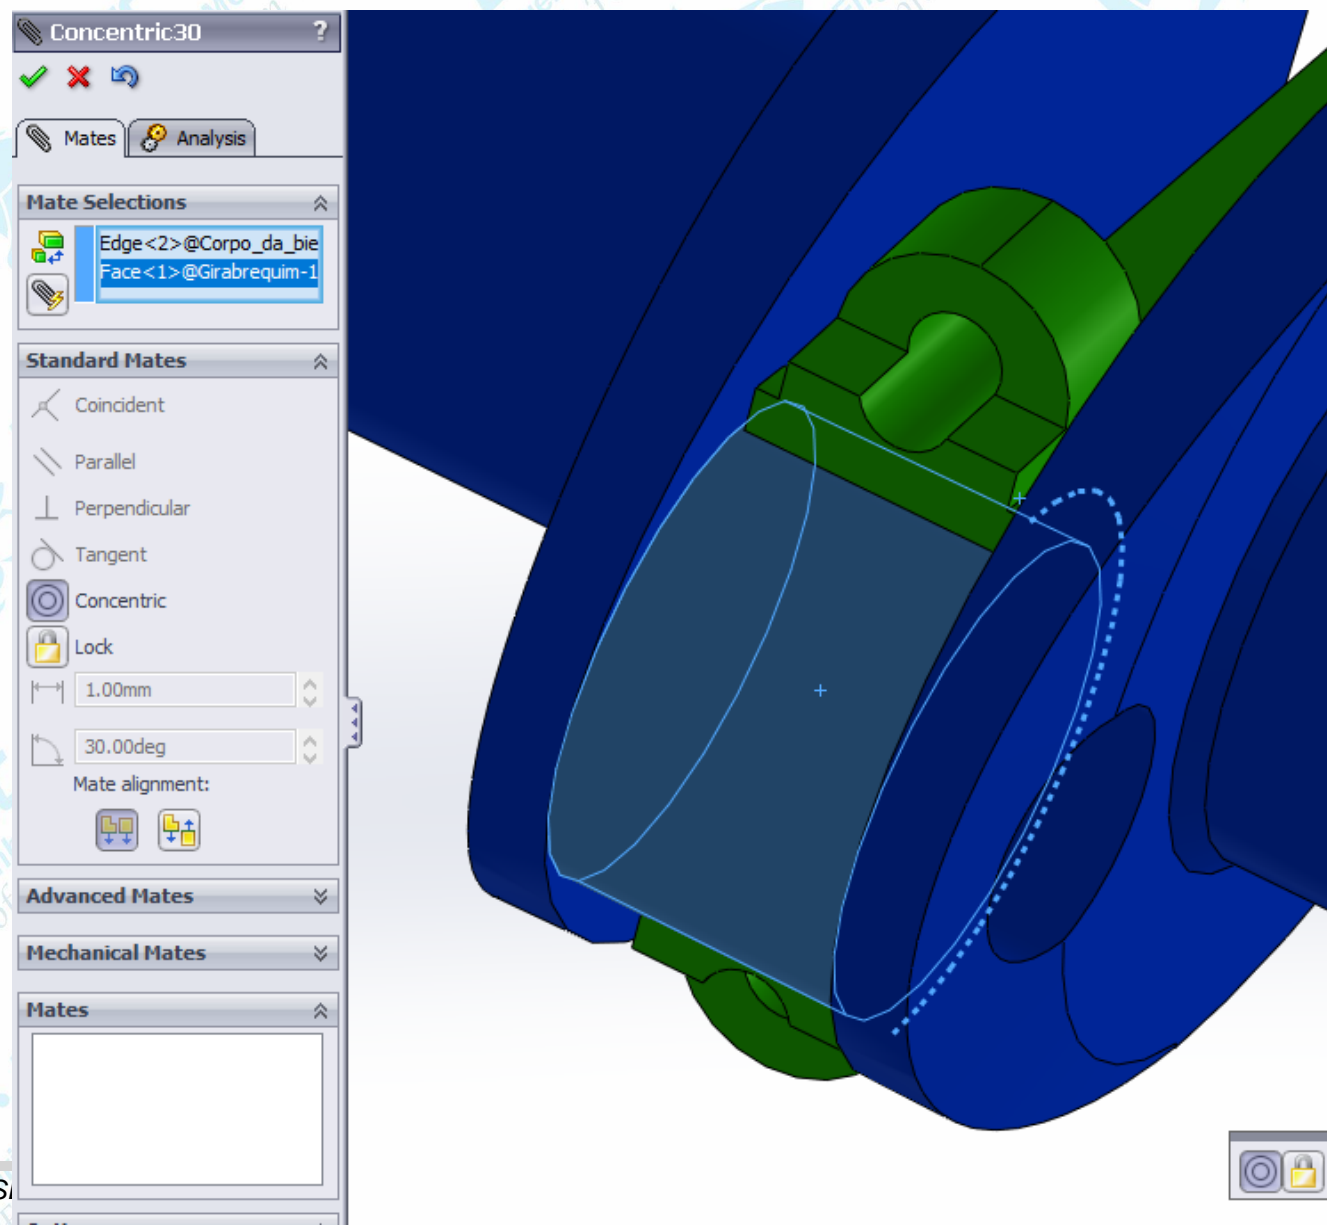 Concentric30 ?
Mates Analysis
Mate Selections
Edge<2>@Corpo_da_bie
Face<1>@Girabrequim-1
Standard Mates
Coincident
Parallel
Perpendicular
Tangent
Concentric
Lock
1.00mm
30.00deg
Mate alignment:
Advanced Mates
Mechanical Mates
Mates